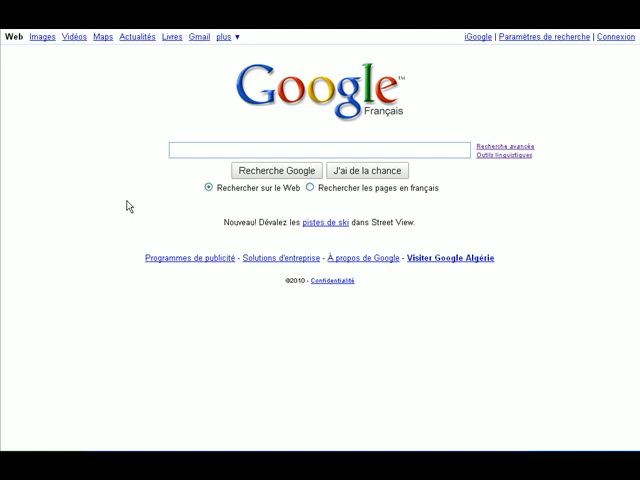 Web Images Vidéos Maps Actualités Livres Gmail plus ▼ iGoogle | Paramètres de recherche | Connexion
Google™
Français
Recherche avancée
Outils linguistiques
Recherche Google J'ai de la chance
Rechercher sur le Web Rechercher les pages en français
Nouveau! Dévalez les pistes de ski dans Street View.
Programmes de publicité - Solutions d'entreprise - À propos de Google - Visiter Google Algérie
©2010 - Confidentialité